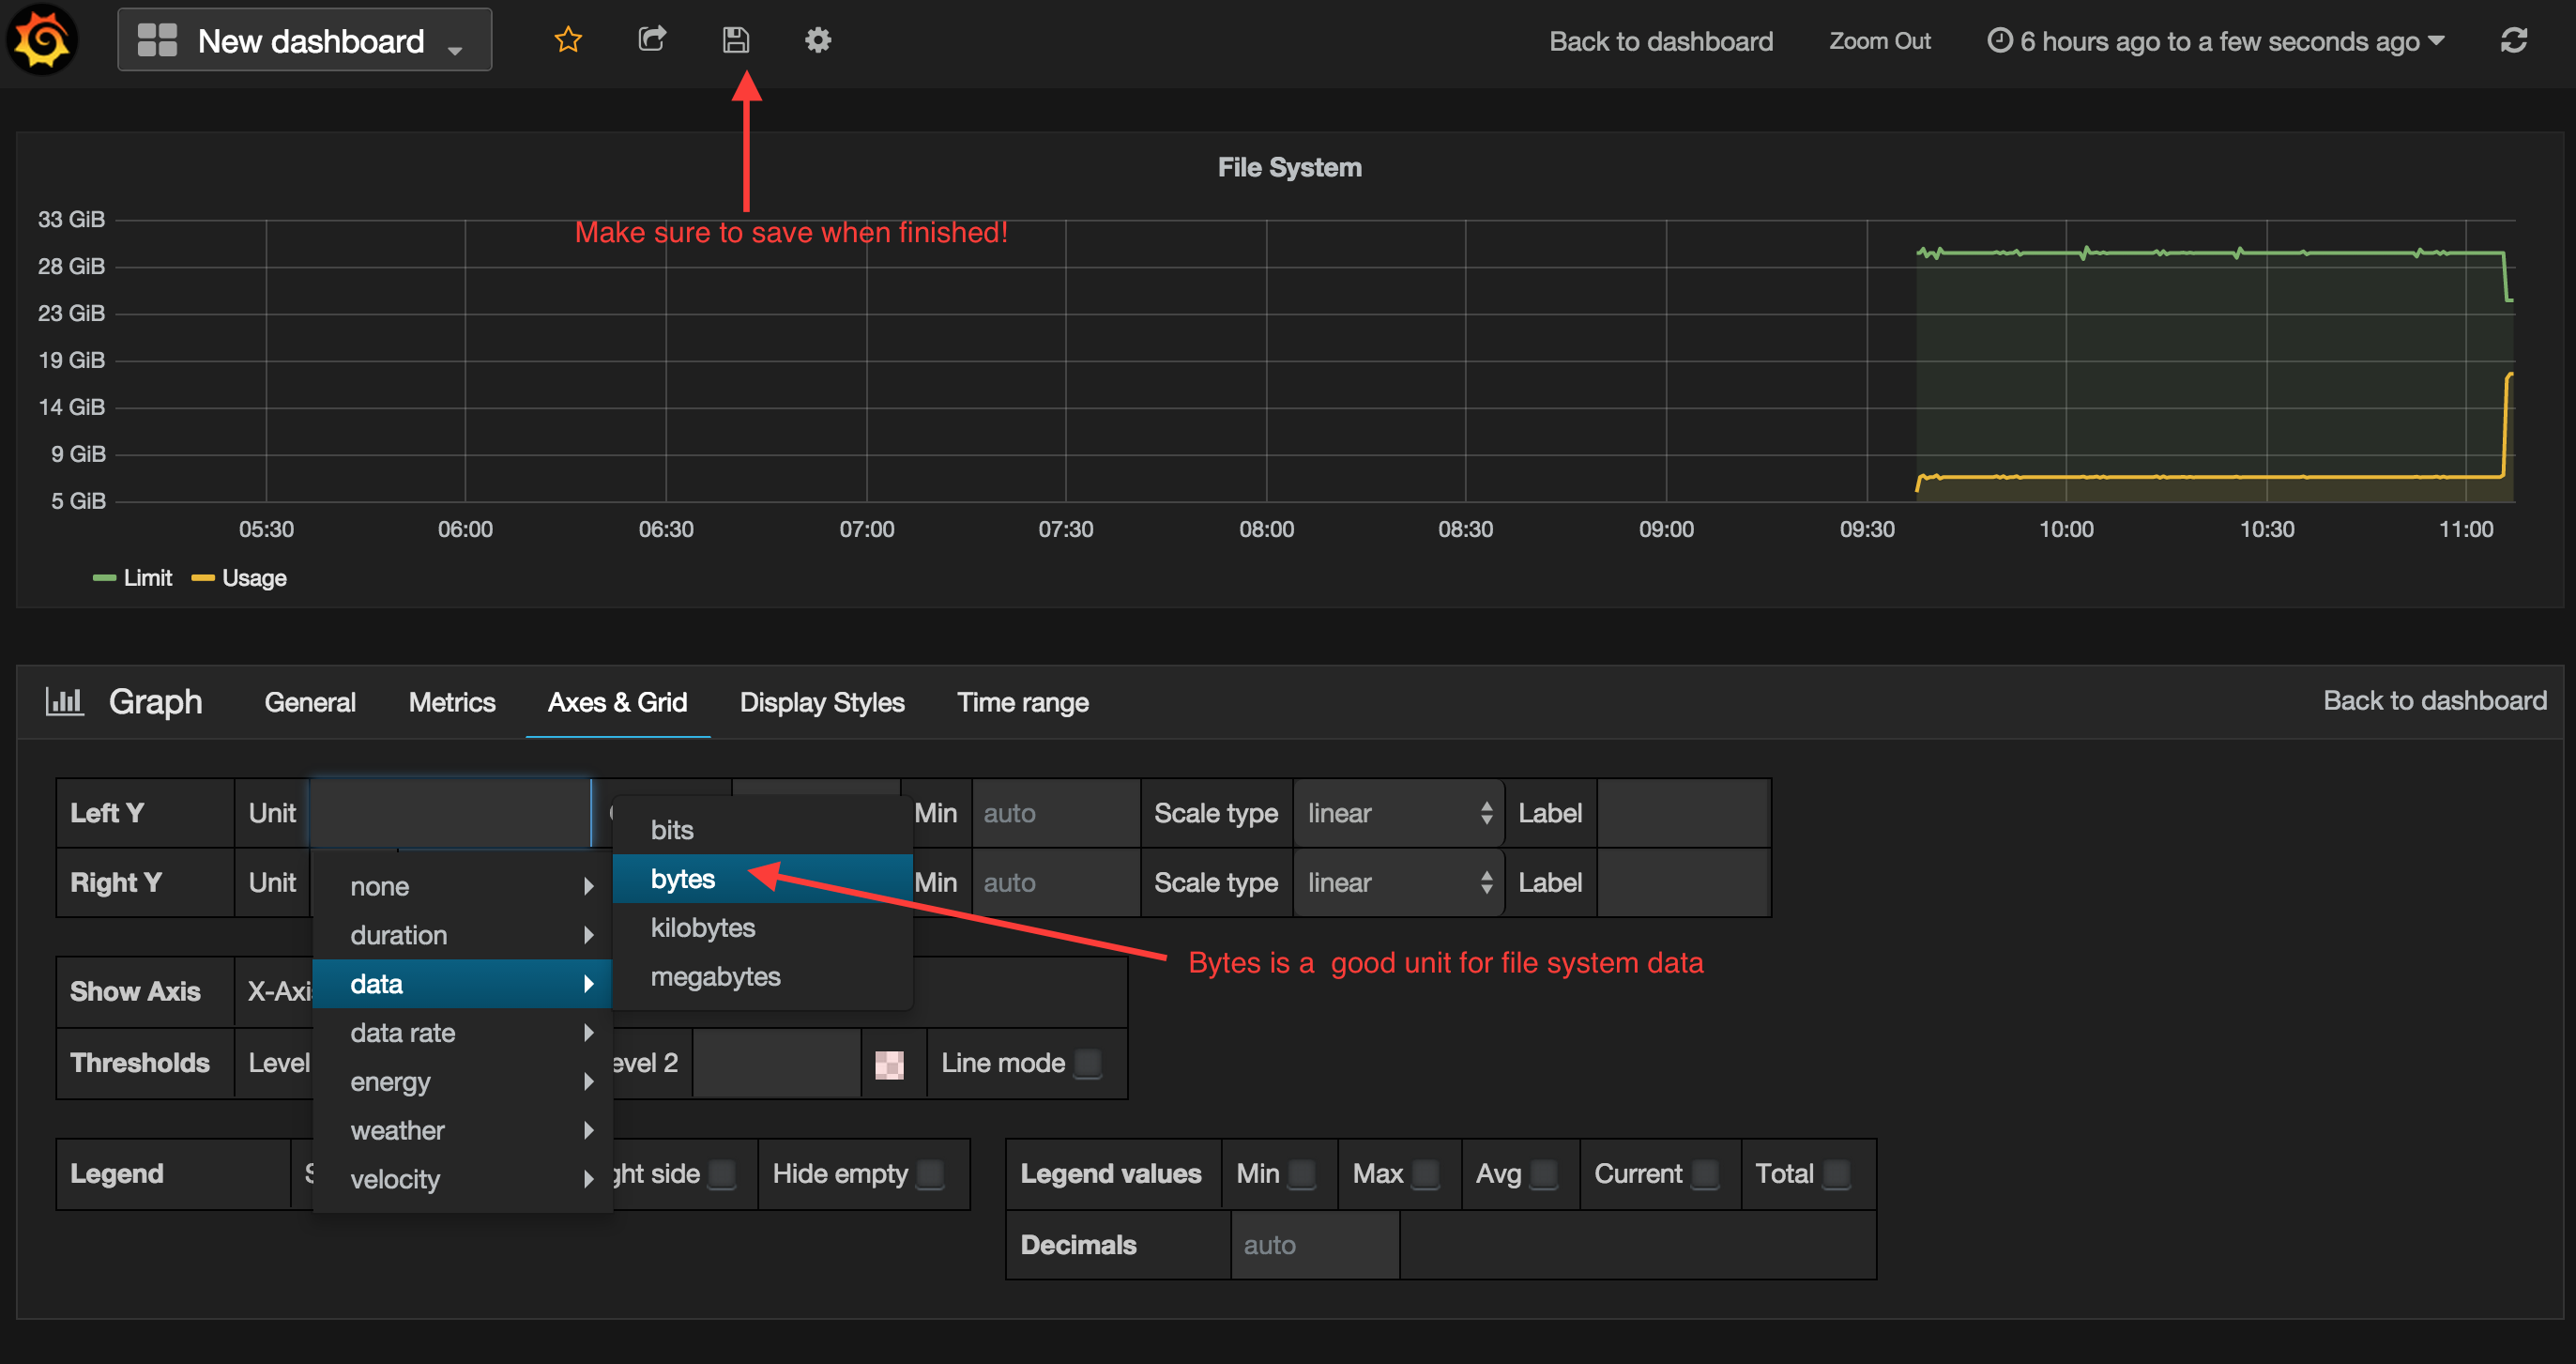 New dashboard
Back to dashboard
Zoom Out
6 hours ago to a few seconds ago
File System
Make sure to save when finished!
33 GiB
28 GiB
23 GiB
19 GiB
14 GiB
9 GiB
5 GiB
05:30 06:00 06:30 07:00 07:30 08:00 08:30 09:00 09:30 10:00 10:30 11:00
Limit Usage
Graph General Metrics Axes & Grid Display Styles Time range Back to dashboard
Left Y Unit Min auto Scale type linear Label
Right Y Unit Min auto Scale type linear Label
bits
bytes
kilobytes
megabytes
none
duration
data
data rate
energy
weather
velocity
Bytes is a  good unit for file system data
Show Axis X-Axi
Thresholds Level evel 2 Line mode
Legend ght side Hide empty
Legend values Min Max Avg Current Total
Decimals auto